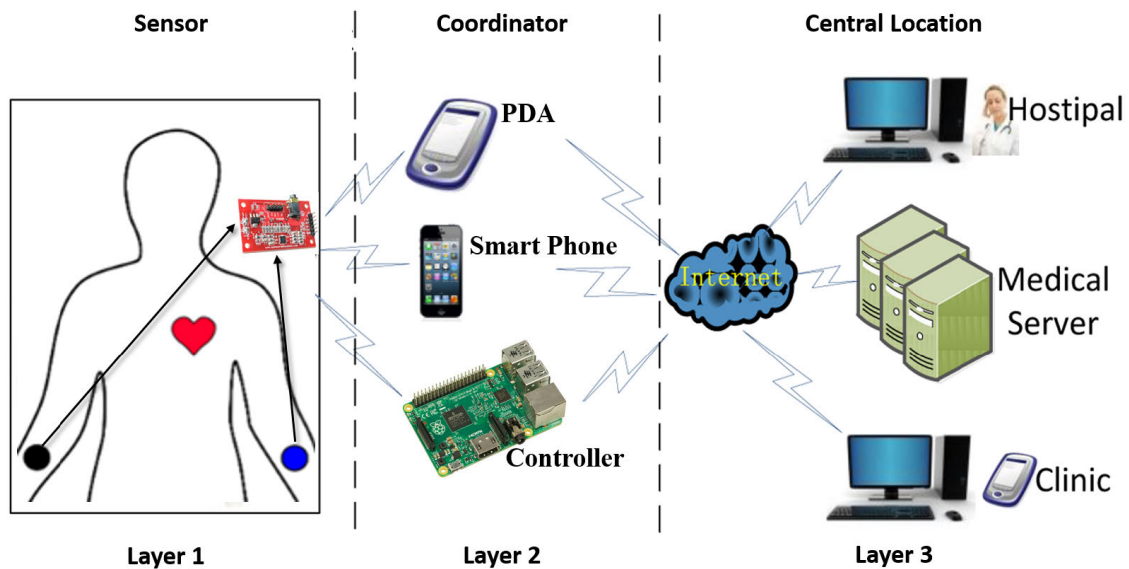 Sensor
Coordinator
Central Location
PDA
Hostipal
Smart Phone
Internet
Medical
Server
Controller
Clinic
Layer 1
Layer 2
Layer 3